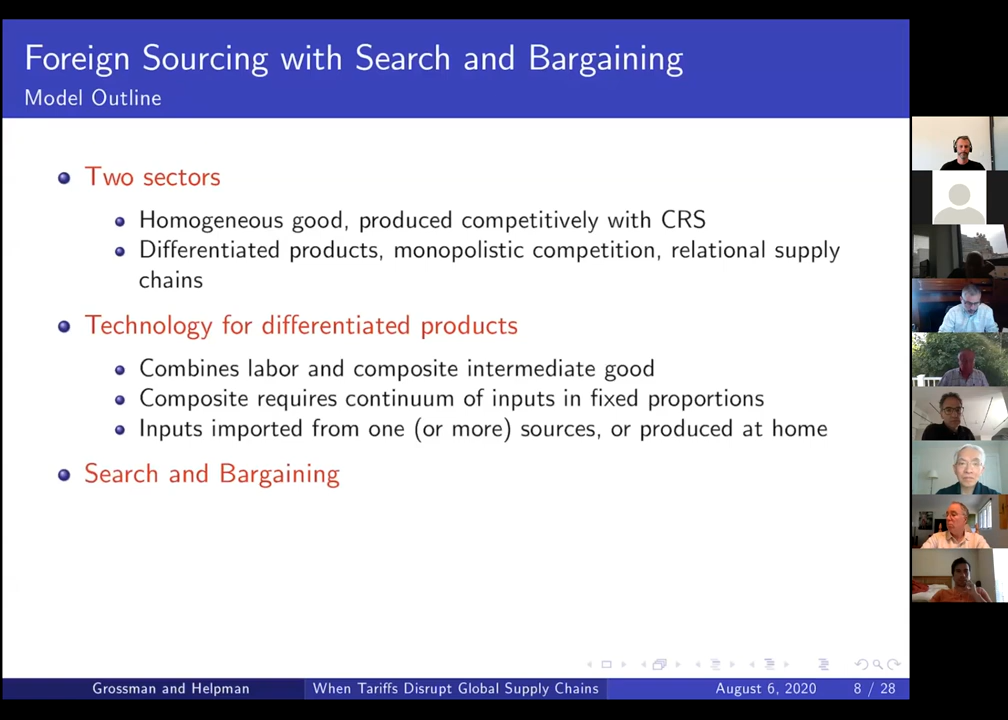 Foreign Sourcing with Search and Bargaining
Model Outline
Two sectors
Homogeneous good, produced competitively with CRS
Differentiated products, monopolistic competition, relational supply
chains
Technology for differentiated products
Combines labor and composite intermediate good
Composite requires continuum of inputs in fixed proportions
Inputs imported from one (or more) sources, or produced at home
Search and Bargaining
Grossman and Helpman When Tariffs Disrupt Global Supply Chains August 6, 2020 8 / 28